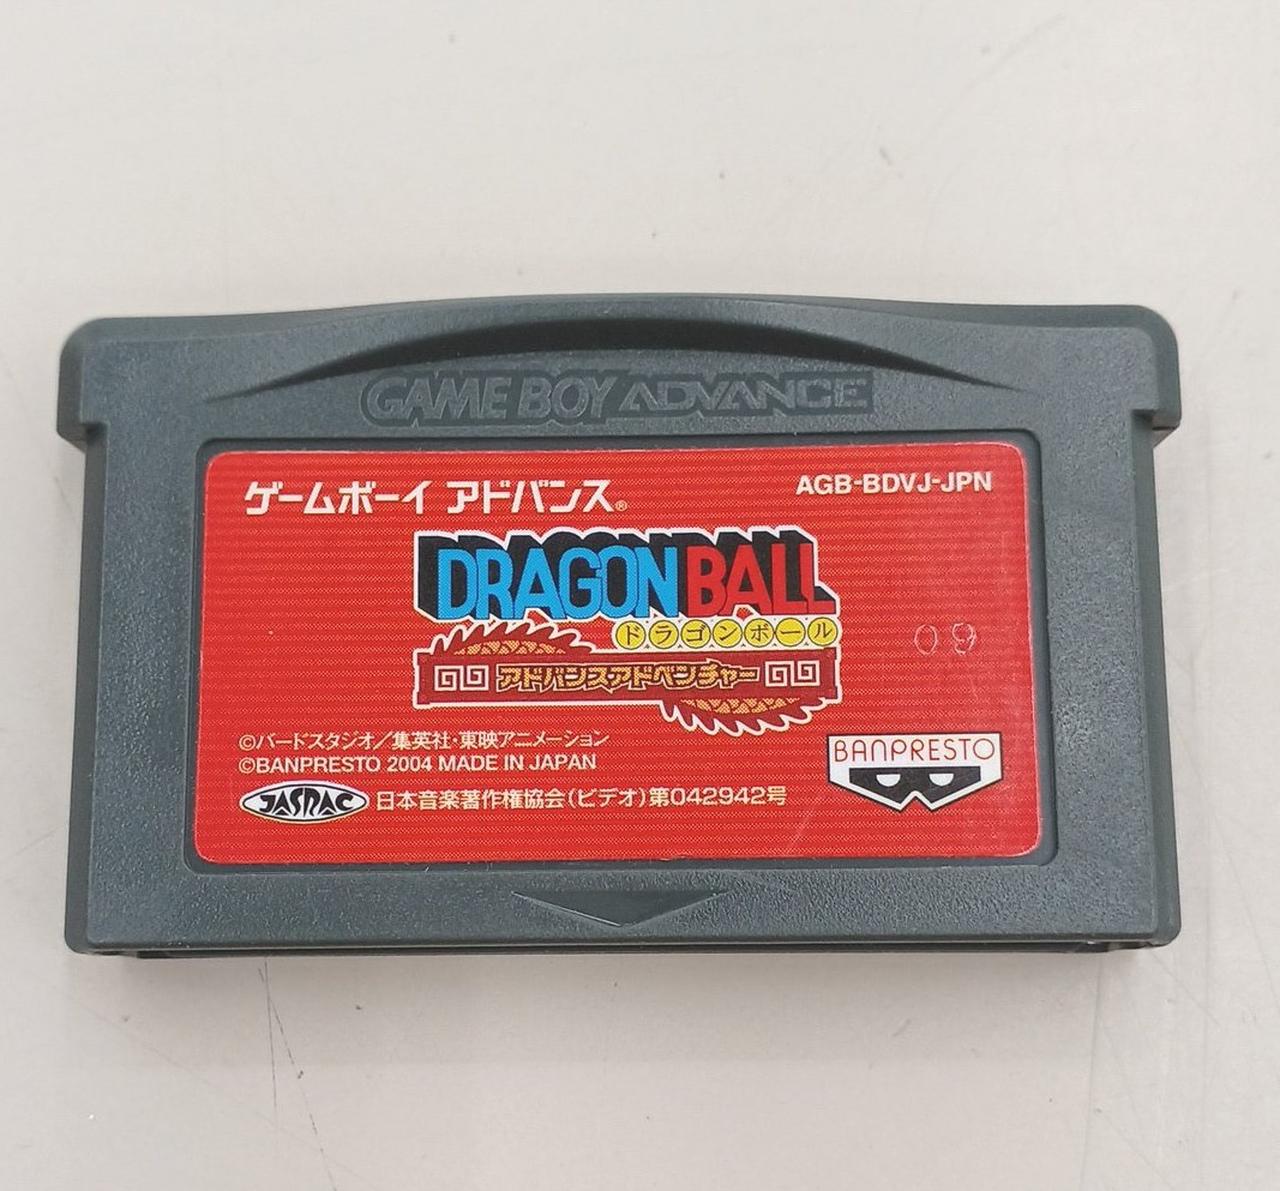 GAME BOY ADVANCE
ゲームボーイ アドバンス®
AGB-BDVJ-JPN
DRAGON BALL
ドラゴンボール
アドバンスアドベンチャー
09
©バードスタジオ／集英社・東映アニメーション
©BANPRESTO 2004 MADE IN JAPAN
BANPRESTO
JASRAC 日本音楽著作権協会(ビデオ)第042942号